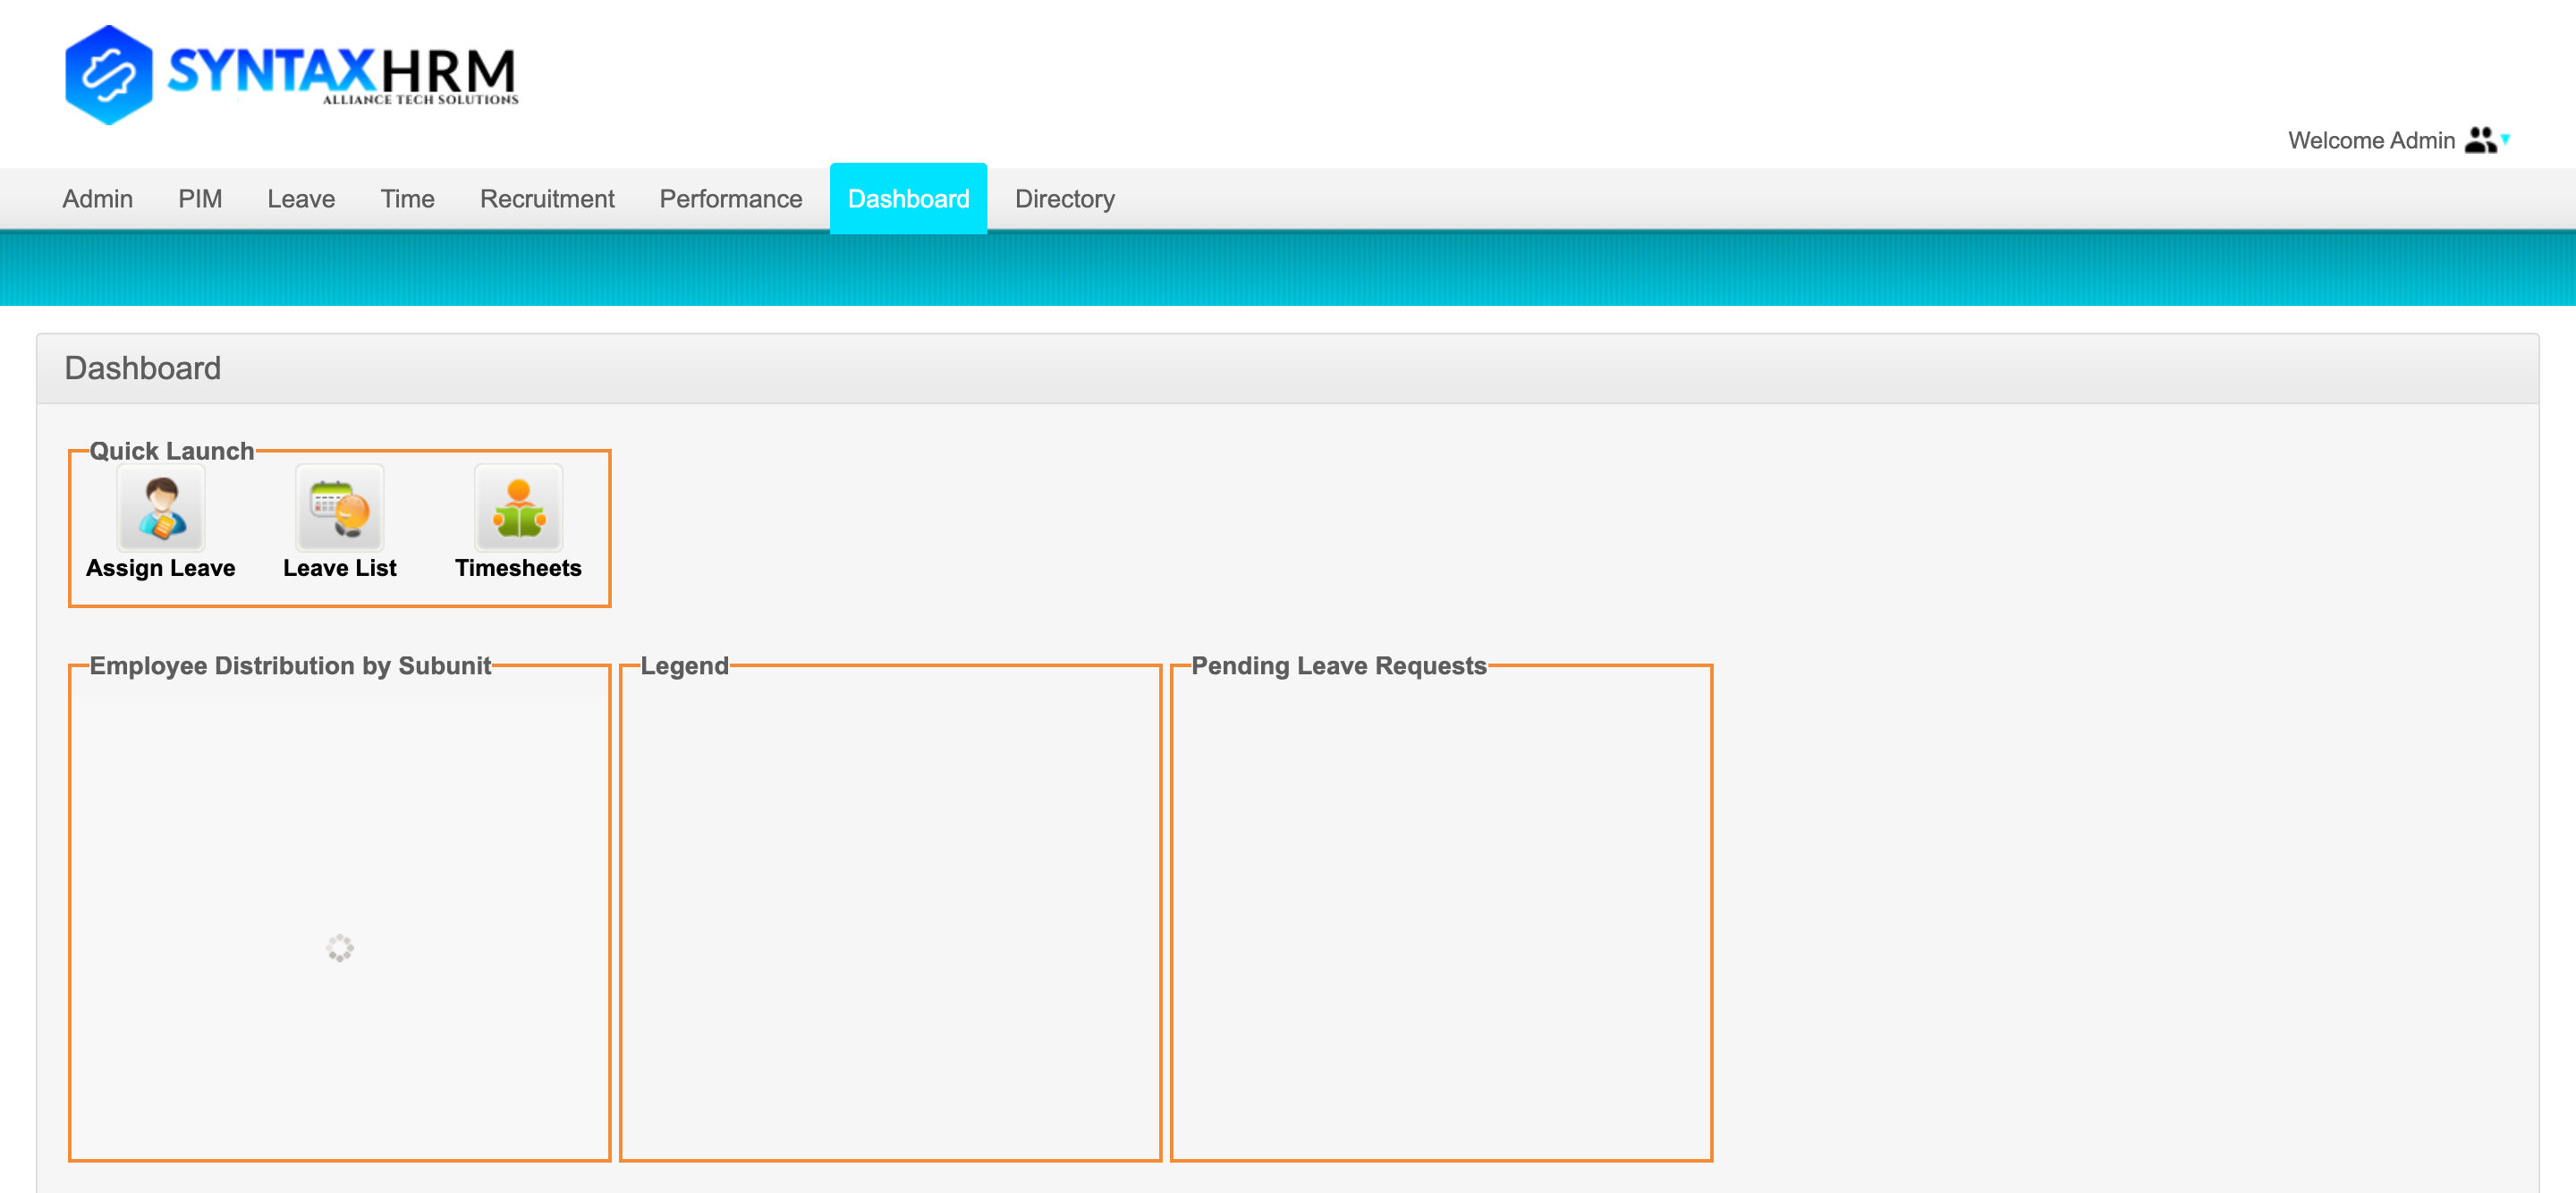 SYNTAXHRM
ALLIANCE TECH SOLUTIONS
Welcome Admin
Admin PIM Leave Time Recruitment Performance Dashboard Directory
Dashboard
Quick Launch
Assign Leave Leave List Timesheets
Employee Distribution by Subunit Legend Pending Leave Requests